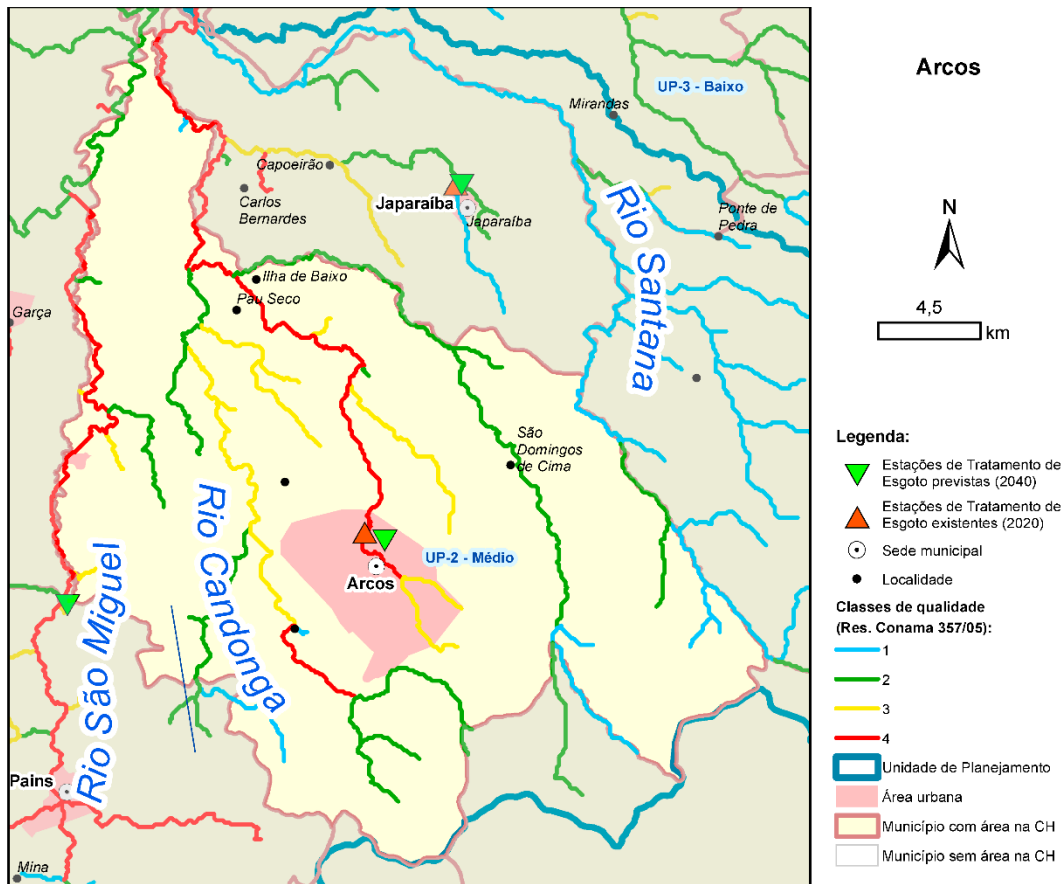 Arcos
UP-3 - Baixo
Mirandas
Capoeirão
Carlos
Bernardes
Japaraíba
Japaraíba
Ponte de
Pedra
Rio Santana
N
Ilha de Baixo
Pau Seco
Garça
4,5
km
São
Domingos
de Cima
Rio Candonga
UP-2 - Médio
Arcos
Rio São Miguel
Pains
Mina
Legenda:
Estações de Tratamento de
Esgoto previstas (2040)
Estações de Tratamento de
Esgoto existentes (2020)
Sede municipal
Localidade
Classes de qualidade
(Res. Conama 357/05):
1
2
3
4
Unidade de Planejamento
Área urbana
Município com área na CH
Município sem área na CH